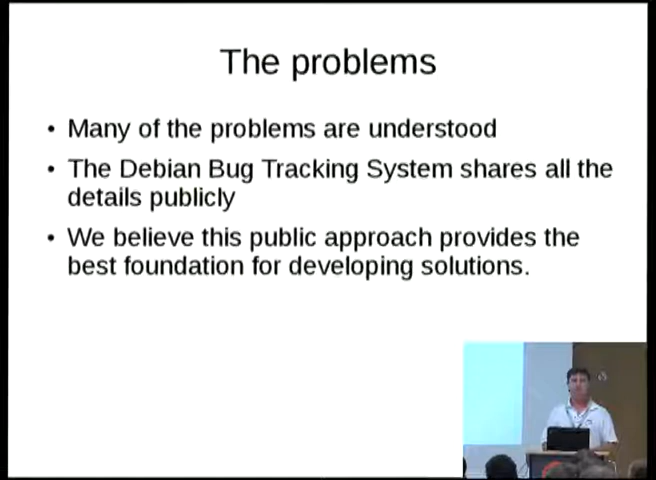 The problems
• Many of the problems are understood
• The Debian Bug Tracking System shares all the
details publicly
• We believe this public approach provides the
best foundation for developing solutions.